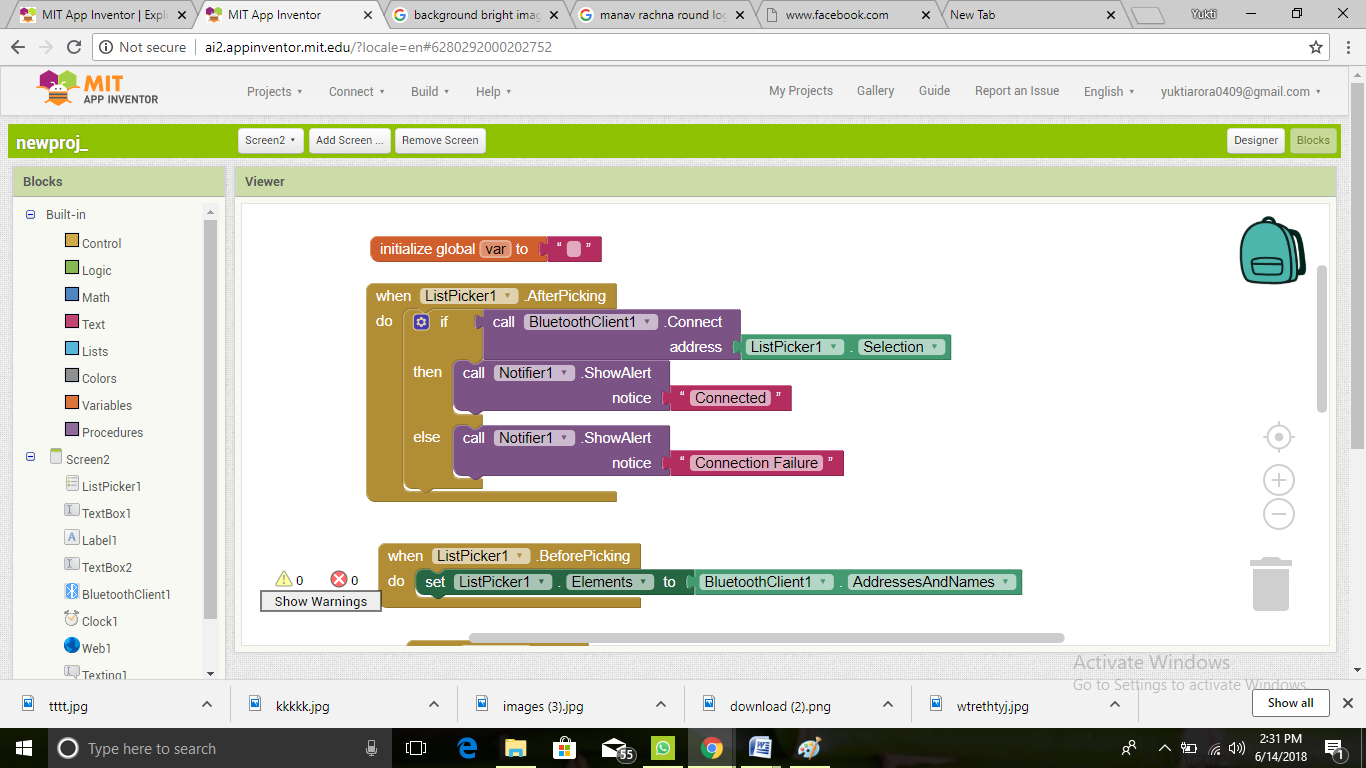 MIT App Inventor | Expl
MIT App Inventor
background bright imag
manav rachna round log
www.facebook.com
New Tab
Yukti
Not secure | ai2.appinventor.mit.edu/?locale=en#6280292000202752
MIT
APP INVENTOR
Projects
Connect
Build
Help
My Projects
Gallery
Guide
Report an Issue
English
yuktiarora0409@gmail.com
newproj_
Screen2
Add Screen ...
Remove Screen
Designer
Blocks
Blocks
Viewer
Built-in
Control
Logic
Math
Text
Lists
Colors
Variables
Procedures
Screen2
ListPicker1
TextBox1
Label1
TextBox2
BluetoothClient1
Clock1
Web1
Texting1
initialize global var to “ ”
when ListPicker1 .AfterPicking
do if call BluetoothClient1 .Connect
address ListPicker1 . Selection
then call Notifier1 .ShowAlert
notice “ Connected ”
else call Notifier1 .ShowAlert
notice “ Connection Failure ”
when ListPicker1 .BeforePicking
do set ListPicker1 . Elements to BluetoothClient1 . AddressesAndNames
0 0
Show Warnings
Activate Windows
Go to Settings to activate Windows.
tttt.jpg
kkkkk.jpg
images (3).jpg
download (2).png
wtrethtyj.jpg
Show all
Type here to search
55
2:31 PM
6/14/2018
1